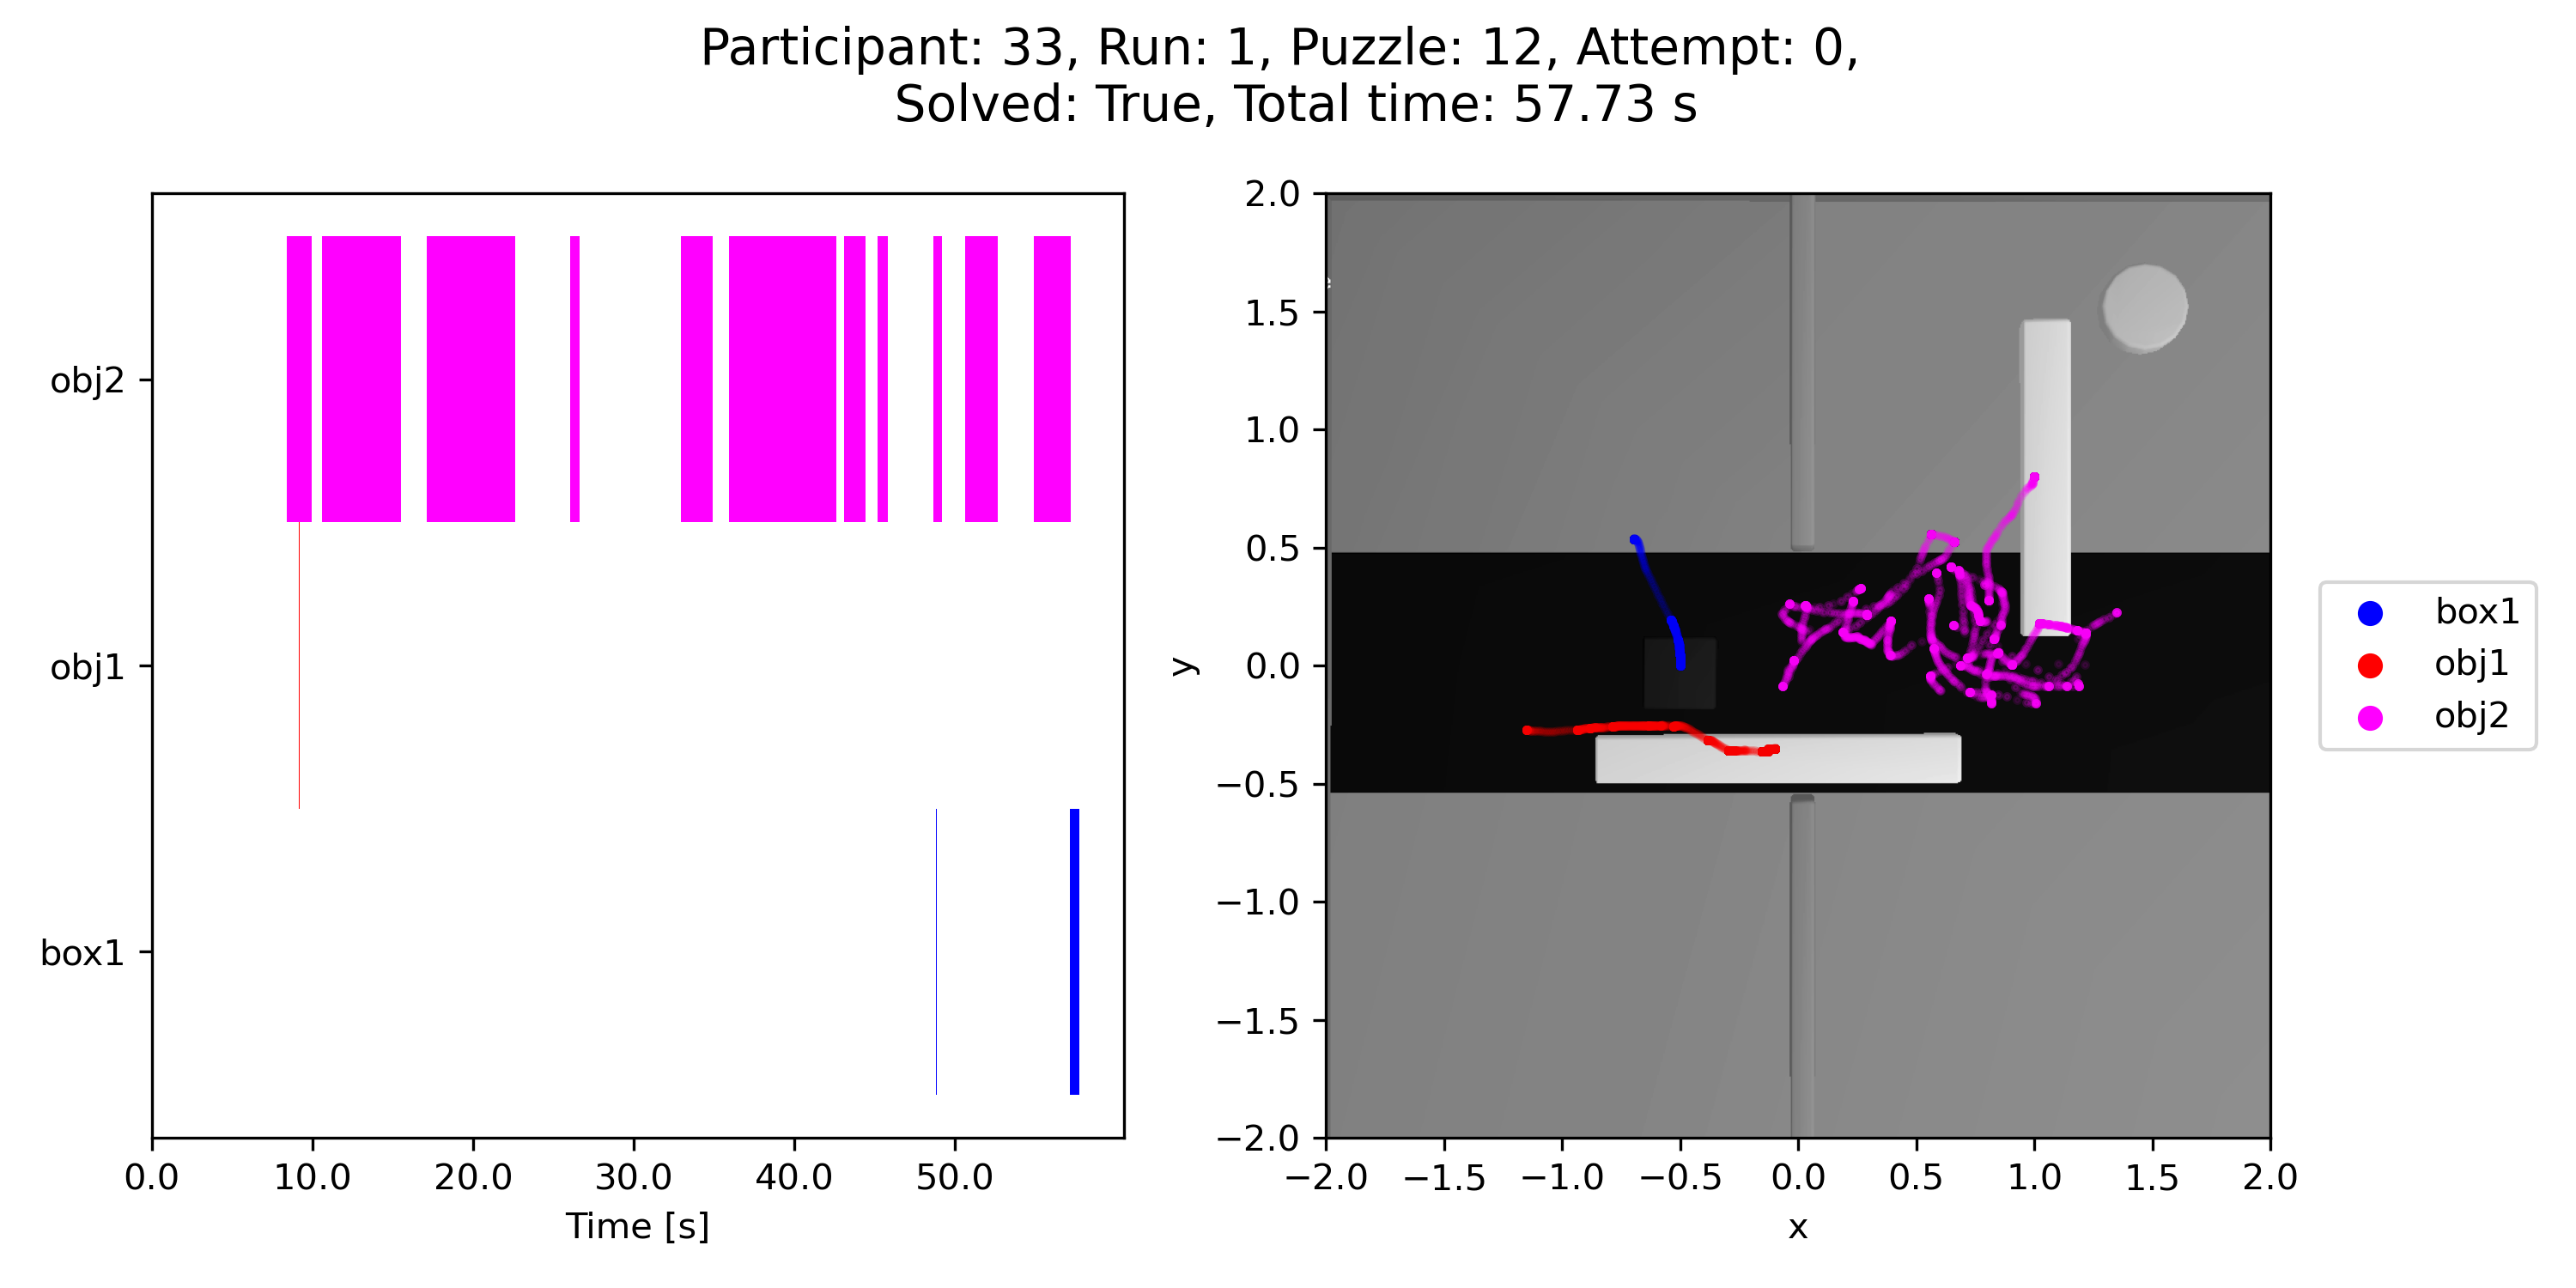 Participant: 33, Run: 1, Puzzle: 12, Attempt: 0,
Solved: True, Total time: 57.73 s
obj2
obj1
box1
0.0 10.0 20.0 30.0 40.0 50.0
Time [s]
2.0
1.5
1.0
0.5
0.0
−0.5
−1.0
−1.5
−2.0
y
−2.0 −1.5 −1.0 −0.5 0.0 0.5 1.0 1.5 2.0
x
box1
obj1
obj2